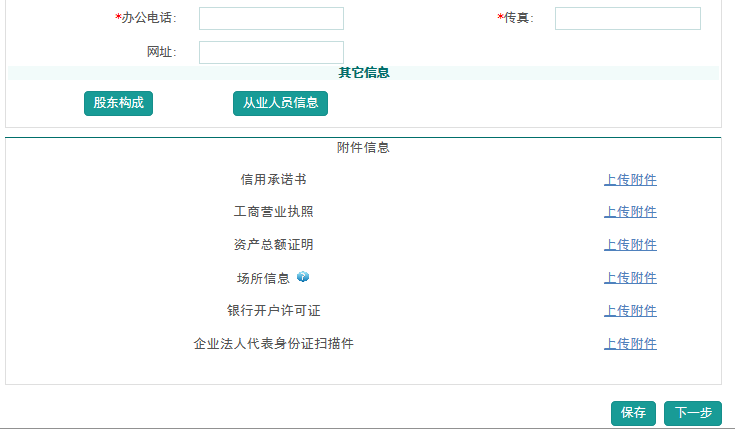 *办公电话：
*传真：
网址：
其它信息
股东构成
从业人员信息
附件信息
信用承诺书
上传附件
工商营业执照
上传附件
资产总额证明
上传附件
场所信息
上传附件
银行开户许可证
上传附件
企业法人代表身份证扫描件
上传附件
保存
下一步